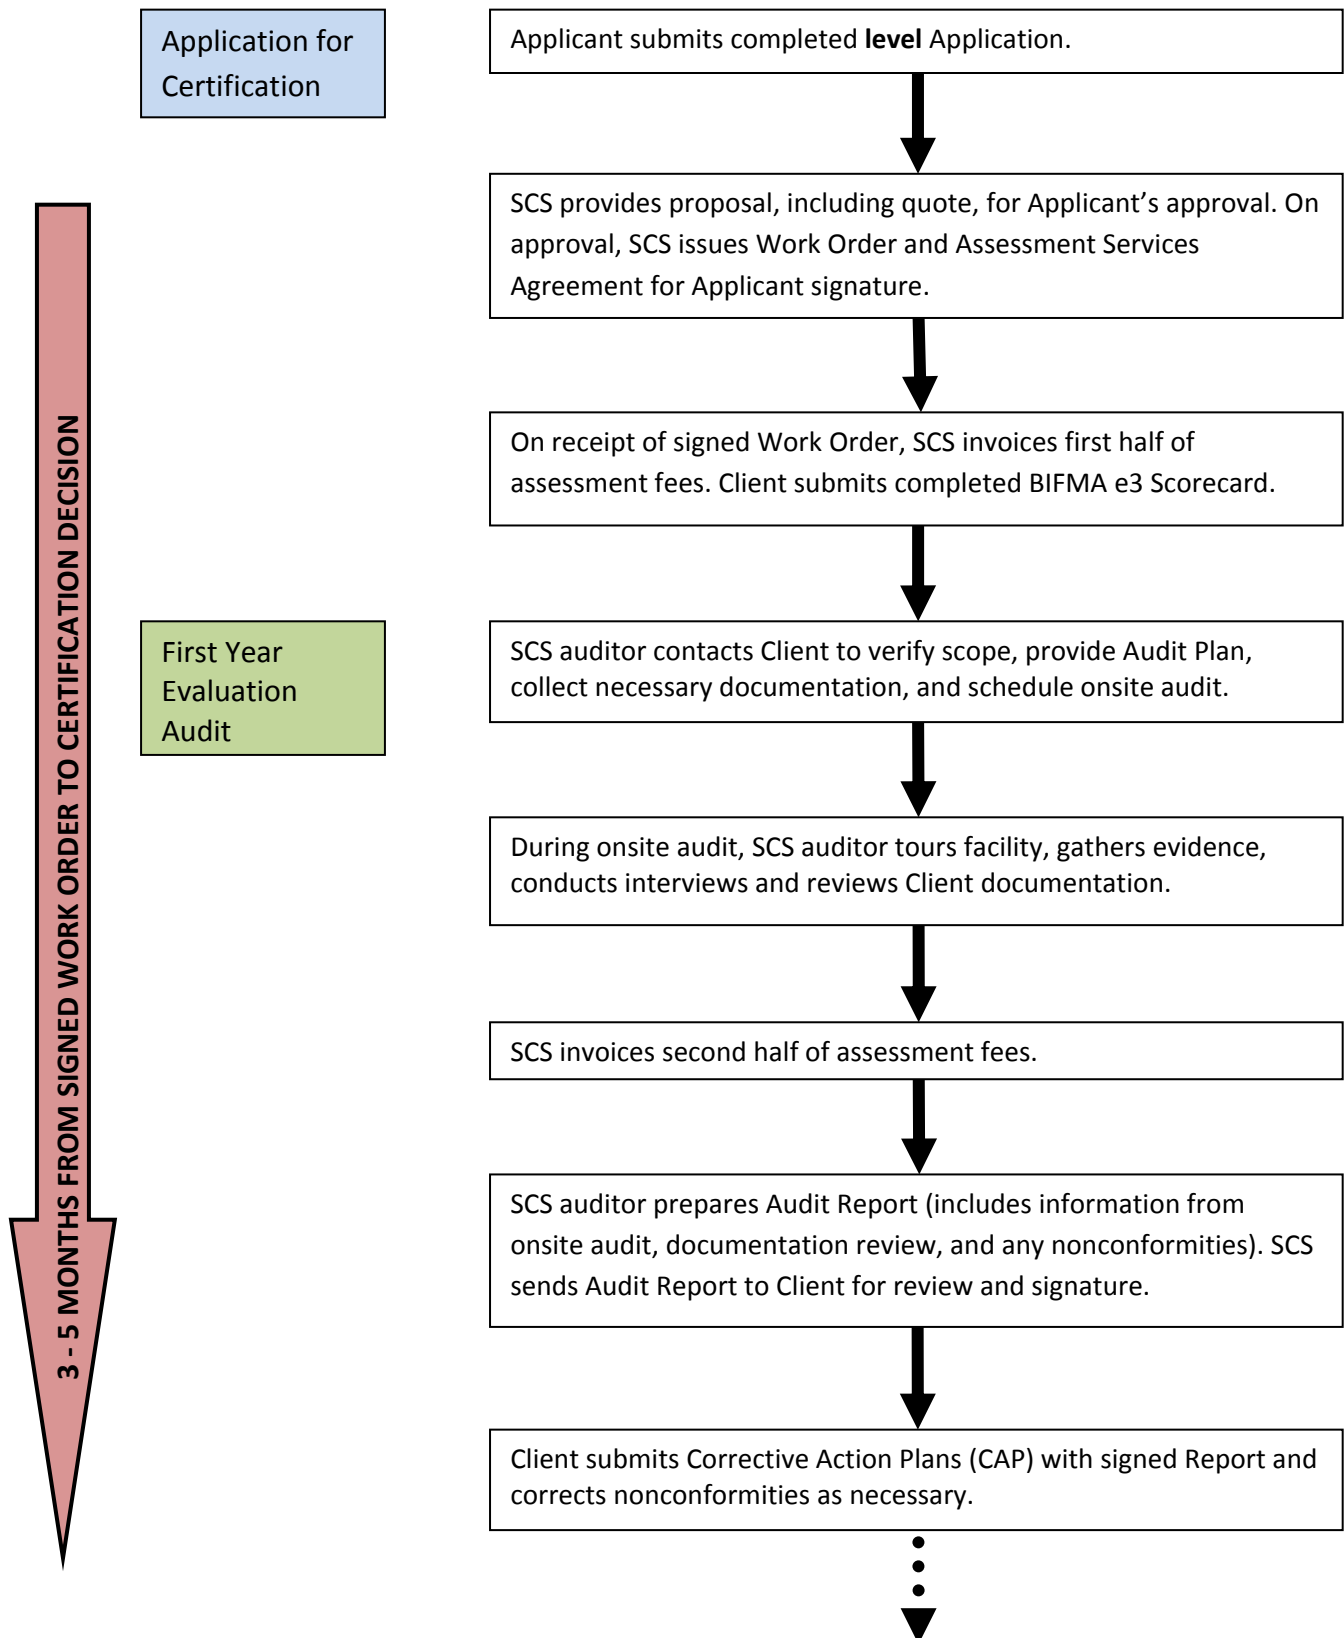 Application for
Certification
Applicant submits completed level Application.
SCS provides proposal, including quote, for Applicant’s approval. On
approval, SCS issues Work Order and Assessment Services
Agreement for Applicant signature.
3 - 5 MONTHS FROM SIGNED WORK ORDER TO CERTIFICATION DECISION
On receipt of signed Work Order, SCS invoices first half of
assessment fees. Client submits completed BIFMA e3 Scorecard.
First Year
Evaluation
Audit
SCS auditor contacts Client to verify scope, provide Audit Plan,
collect necessary documentation, and schedule onsite audit.
During onsite audit, SCS auditor tours facility, gathers evidence,
conducts interviews and reviews Client documentation.
SCS invoices second half of assessment fees.
SCS auditor prepares Audit Report (includes information from
onsite audit, documentation review, and any nonconformities). SCS
sends Audit Report to Client for review and signature.
Client submits Corrective Action Plans (CAP) with signed Report and
corrects nonconformities as necessary.